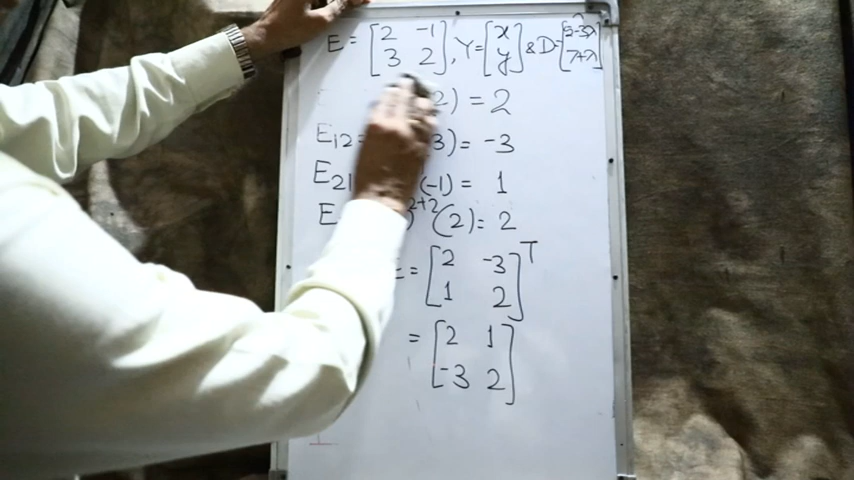 E = [2 -1], Y = [x] & D = [3-3λ]
[3 2] [y] [7+λ]
2) = 2
E12 = 3) = -3
E21 (-1) = 1
E )2+2 (2) = 2
= [2 -3]T
[1 2]
= [2 1]
[-3 2]